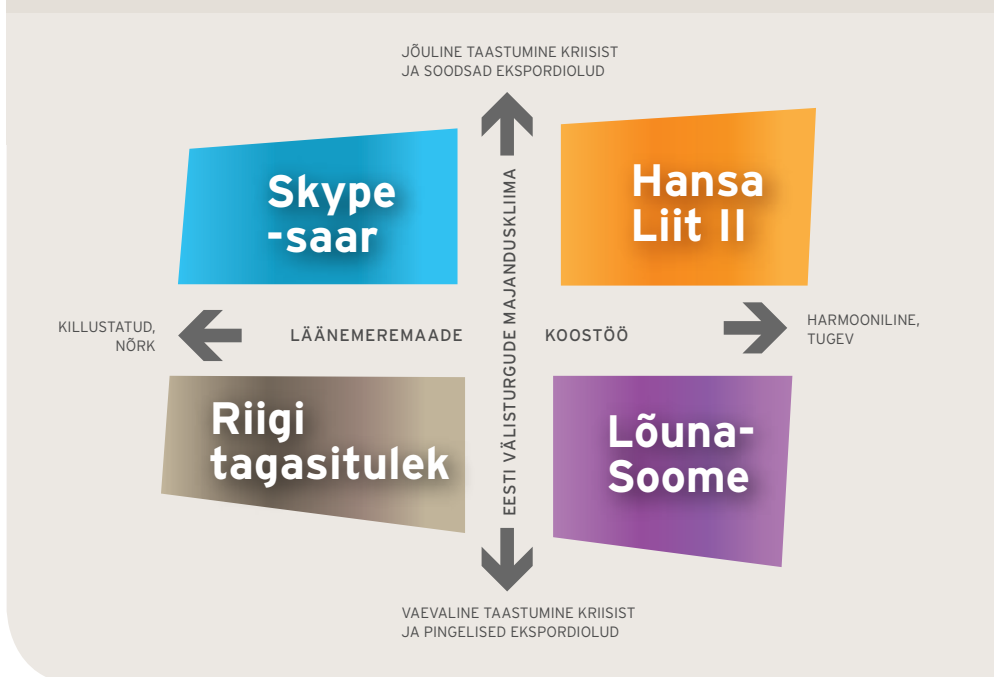 JÕULINE TAASTUMINE KRIISIST
JA SOODSAD EKSPORDIOLUD
Skype
-saar
Hansa
Liit II
EESTI VÄLISTURGUDE MAJANDUSKLIIMA
KILLUSTATUD,
NÕRK
LÄÄNEMEREMAADE KOOSTÖÖ
HARMOONILINE,
TUGEV
Riigi
tagasitulek
Lõuna-
Soome
VAEVALINE TAASTUMINE KRIISIST
JA PINGELISED EKSPORDIOLUD